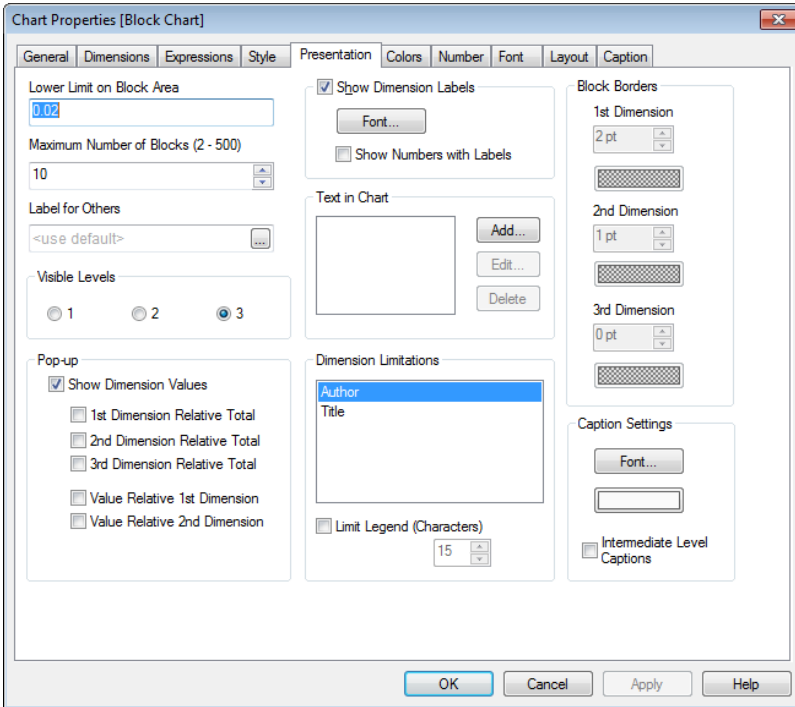 Chart Properties [Block Chart]
General Dimensions Expressions Style Presentation Colors Number Font Layout Caption
Lower Limit on Block Area
0.02
Maximum Number of Blocks (2 - 500)
10
Label for Others
<use default> ...
Visible Levels
1 2 3
Pop-up
Show Dimension Values
1st Dimension Relative Total
2nd Dimension Relative Total
3rd Dimension Relative Total
Value Relative 1st Dimension
Value Relative 2nd Dimension
Show Dimension Labels
Font...
Show Numbers with Labels
Text in Chart
Add...
Edit...
Delete
Dimension Limitations
Author
Title
Limit Legend (Characters)
15
Block Borders
1st Dimension
2 pt
2nd Dimension
1 pt
3rd Dimension
0 pt
Caption Settings
Font...
Intermediate Level
Captions
OK Cancel Apply Help